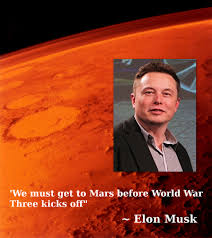 "We must get to Mars before World War
Three kicks off"
~ Elon Musk